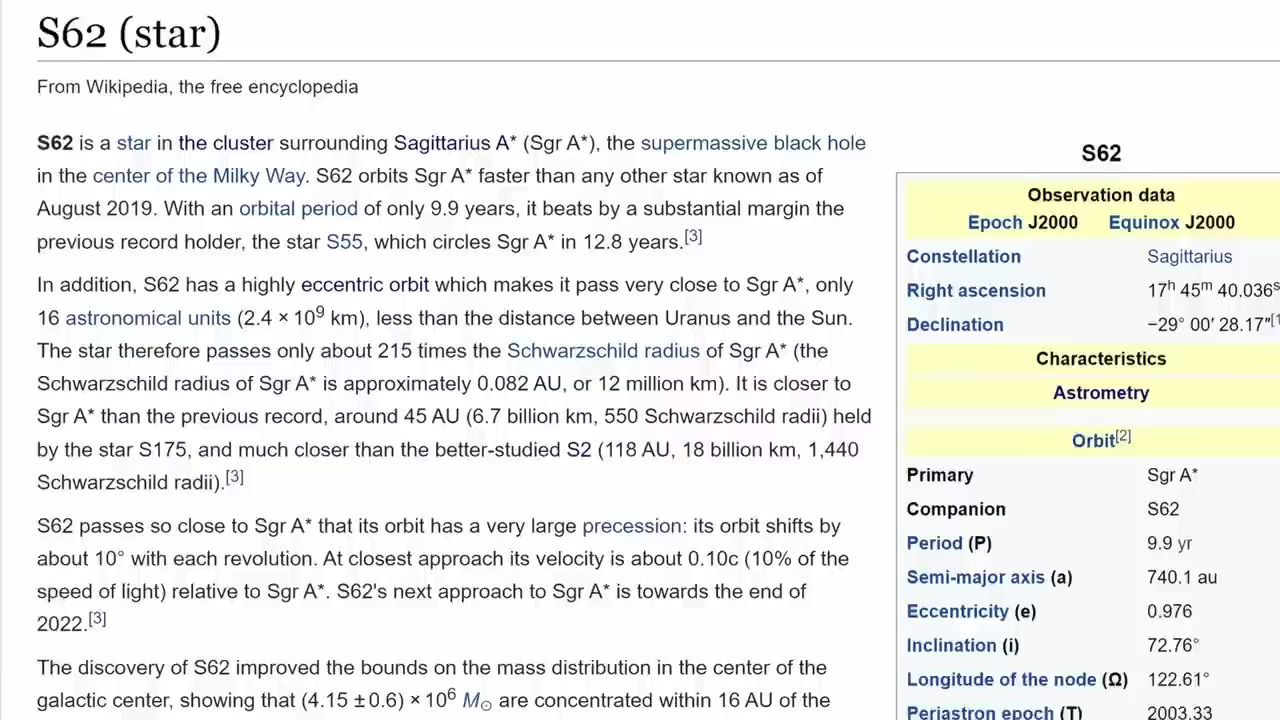 S62 (star)
From Wikipedia, the free encyclopedia
S62 is a star in the cluster surrounding Sagittarius A* (Sgr A*), the supermassive black hole
in the center of the Milky Way. S62 orbits Sgr A* faster than any other star known as of
August 2019. With an orbital period of only 9.9 years, it beats by a substantial margin the
previous record holder, the star S55, which circles Sgr A* in 12.8 years.[3]
In addition, S62 has a highly eccentric orbit which makes it pass very close to Sgr A*, only
16 astronomical units (2.4 × 10⁹ km), less than the distance between Uranus and the Sun.
The star therefore passes only about 215 times the Schwarzschild radius of Sgr A* (the
Schwarzschild radius of Sgr A* is approximately 0.082 AU, or 12 million km). It is closer to
Sgr A* than the previous record, around 45 AU (6.7 billion km, 550 Schwarzschild radii) held
by the star S175, and much closer than the better-studied S2 (118 AU, 18 billion km, 1,440
Schwarzschild radii).[3]
S62 passes so close to Sgr A* that its orbit has a very large precession: its orbit shifts by
about 10° with each revolution. At closest approach its velocity is about 0.10c (10% of the
speed of light) relative to Sgr A*. S62's next approach to Sgr A* is towards the end of
2022.[3]
The discovery of S62 improved the bounds on the mass distribution in the center of the
galactic center, showing that (4.15 ± 0.6) × 10⁶ M☉ are concentrated within 16 AU of the
S62
Observation data
Epoch J2000 Equinox J2000
Constellation Sagittarius
Right ascension 17h 45m 40.036s
Declination −29° 00′ 28.17″[1
Characteristics
Astrometry
Orbit[2]
Primary Sgr A*
Companion S62
Period (P) 9.9 yr
Semi-major axis (a) 740.1 au
Eccentricity (e) 0.976
Inclination (i) 72.76°
Longitude of the node (Ω) 122.61°
Periastron epoch (T) 2003.33